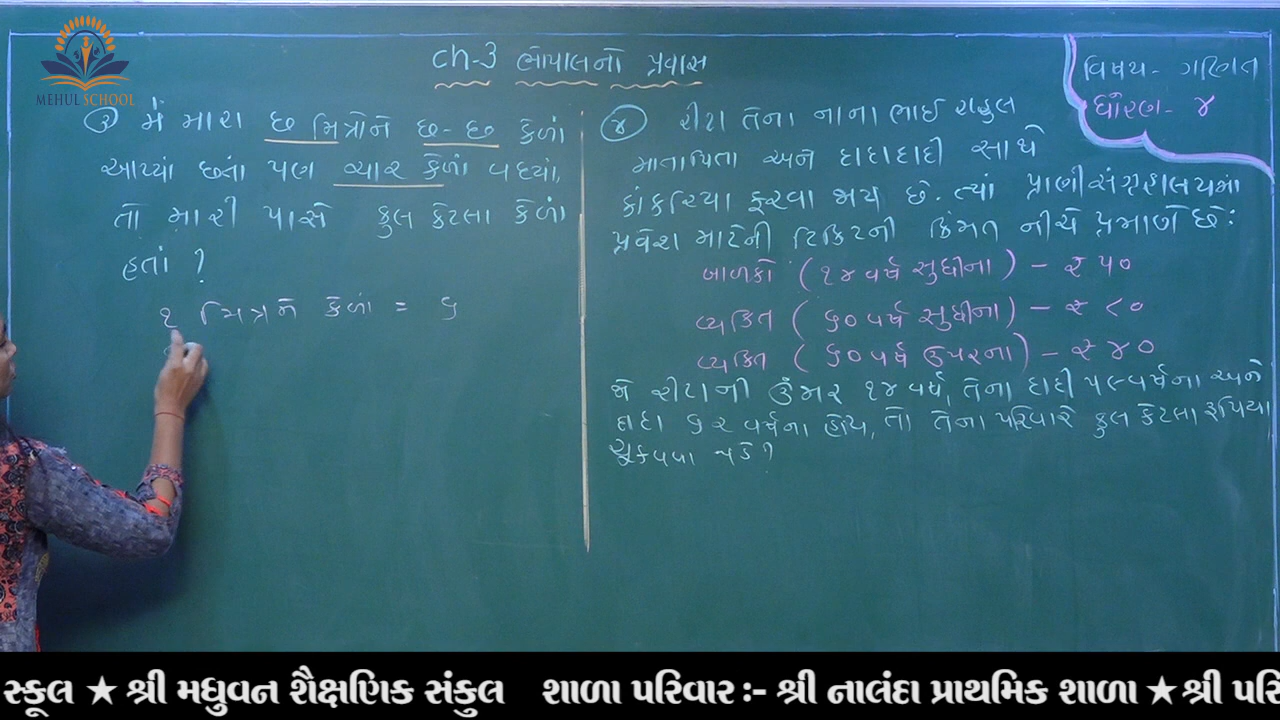 MEHUL SCHOOL
ch-3 ભોપાલનો પ્રવાસ
વિષય - ગણિત
ધોરણ - ૪
૩ મેં મારા છ મિત્રોને છ-છ કેળાં
આપ્યાં છતાં પણ ચાર કેળાં વધ્યાં,
તો મારી પાસે કુલ કેટલા કેળાં
હતાં ?
૧ મિત્રને કેળાં = ૬
૪ રીટા તેના નાના ભાઈ રાહુલ
માતાપિતા અને દાદાદાદી સાથે
કાંકરિયા ફરવા જાય છે. ત્યાં પ્રાણીસંગ્રહાલયમાં
પ્રવેશ માટેની ટિકિટની કિંમત નીચે પ્રમાણે છે:
બાળકો (૧૪ વર્ષ સુધીના) - ₹ ૫૦
વ્યકિત (૬૦ વર્ષ સુધીના) - ₹ ૮૦
વ્યકિત (૬૦ વર્ષ ઉપરના) - ₹ ૪૦
જો રીટાની ઉંમર ૧૪ વર્ષ, તેના દાદી ૫૯ વર્ષના અને
દાદા ૬૨ વર્ષના હોય, તો તેના પરિવારે કુલ કેટલા રૂપિયા
ચૂકવવા પડે ?
સ્કૂલ ★ શ્રી મધુવન શૈક્ષણિક સંકુલ શાળા પરિવાર :- શ્રી નાલંદા પ્રાથમિક શાળા ★ શ્રી પરિ